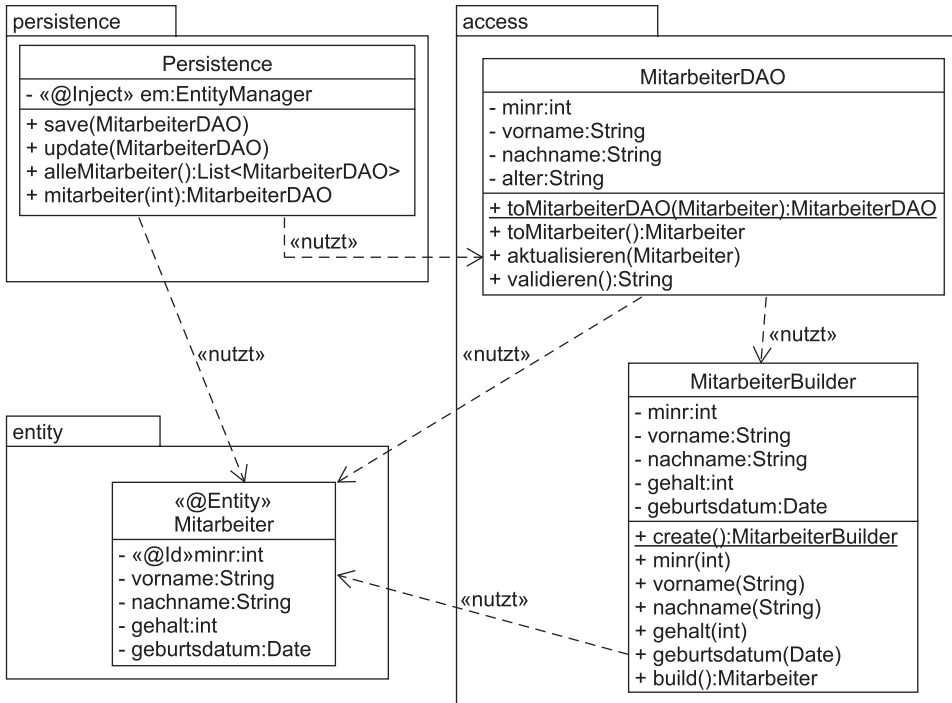 persistence
Persistence
- «@Inject» em:EntityManager
+ save(MitarbeiterDAO)
+ update(MitarbeiterDAO)
+ alleMitarbeiter():List<MitarbeiterDAO>
+ mitarbeiter(int):MitarbeiterDAO
«nutzt»
«nutzt»
access
MitarbeiterDAO
- minr:int
- vorname:String
- nachname:String
- alter:String
+ toMitarbeiterDAO(Mitarbeiter):MitarbeiterDAO
+ toMitarbeiter():Mitarbeiter
+ aktualisieren(Mitarbeiter)
+ validieren():String
«nutzt»
«nutzt»
MitarbeiterBuilder
- minr:int
- vorname:String
- nachname:String
- gehalt:int
- geburtsdatum:Date
+ create():MitarbeiterBuilder
+ minr(int)
+ vorname(String)
+ nachname(String)
+ gehalt(int)
+ geburtsdatum(Date)
+ build():Mitarbeiter
«nutzt»
entity
«@Entity»
Mitarbeiter
- «@Id»minr:int
- vorname:String
- nachname:String
- gehalt:int
- geburtsdatum:Date